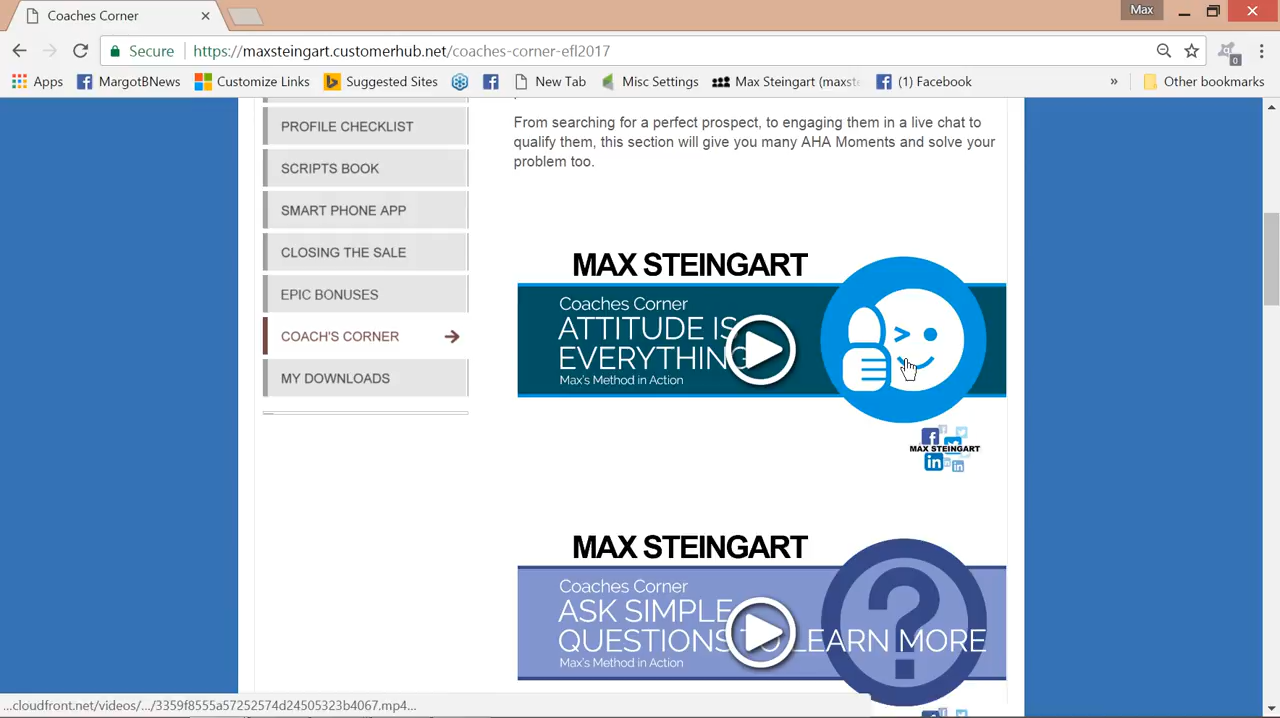 Coaches Corner
Max
Secure
https://maxsteingart.customerhub.net/coaches-corner-efl2017
Apps
MargotBNews
Customize Links
Suggested Sites
New Tab
Misc Settings
Max Steingart (maxste
(1) Facebook
»
Other bookmarks
0
PROFILE CHECKLIST
SCRIPTS BOOK
SMART PHONE APP
CLOSING THE SALE
EPIC BONUSES
COACH'S CORNER
MY DOWNLOADS
From searching for a perfect prospect, to engaging them in a live chat to
qualify them, this section will give you many AHA Moments and solve your
problem too.
MAX STEINGART
Coaches Corner
ATTITUDE IS
EVERYTHING
Max's Method in Action
MAX STEINGART
MAX STEINGART
Coaches Corner
ASK SIMPLE
QUESTIONS TO LEARN MORE
Max's Method in Action
...cloudfront.net/videos/.../3359f8555a57252574d24505323b4067.mp4...